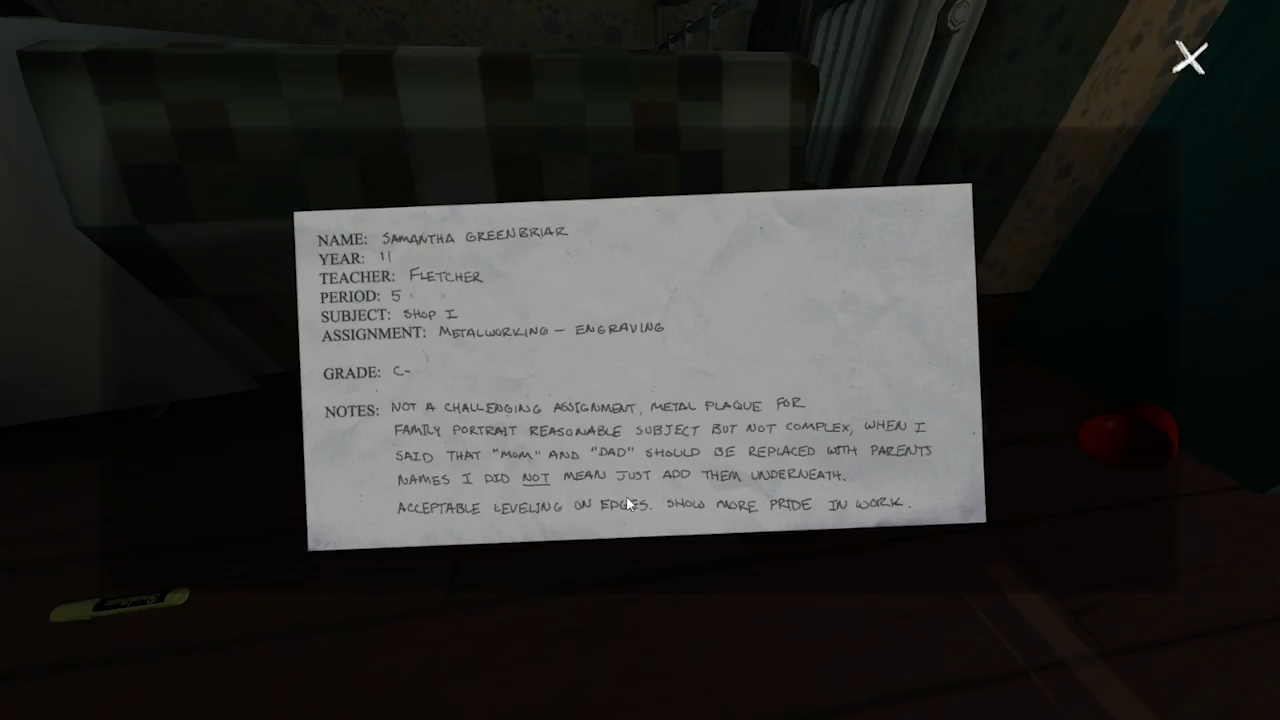 NAME: SAMANTHA GREENBRIAR
YEAR: 11
TEACHER: FLETCHER
PERIOD: 5
SUBJECT: SHOP I
ASSIGNMENT: METALWORKING - ENGRAVING
GRADE: C-
NOTES: NOT A CHALLENGING ASSIGNMENT, METAL PLAQUE FOR
FAMILY PORTRAIT REASONABLE SUBJECT BUT NOT COMPLEX, WHEN I
SAID THAT "MOM" AND "DAD" SHOULD BE REPLACED WITH PARENTS
NAMES I DID NOT MEAN JUST ADD THEM UNDERNEATH.
ACCEPTABLE LEVELING ON EDGES. SHOW MORE PRIDE IN WORK.